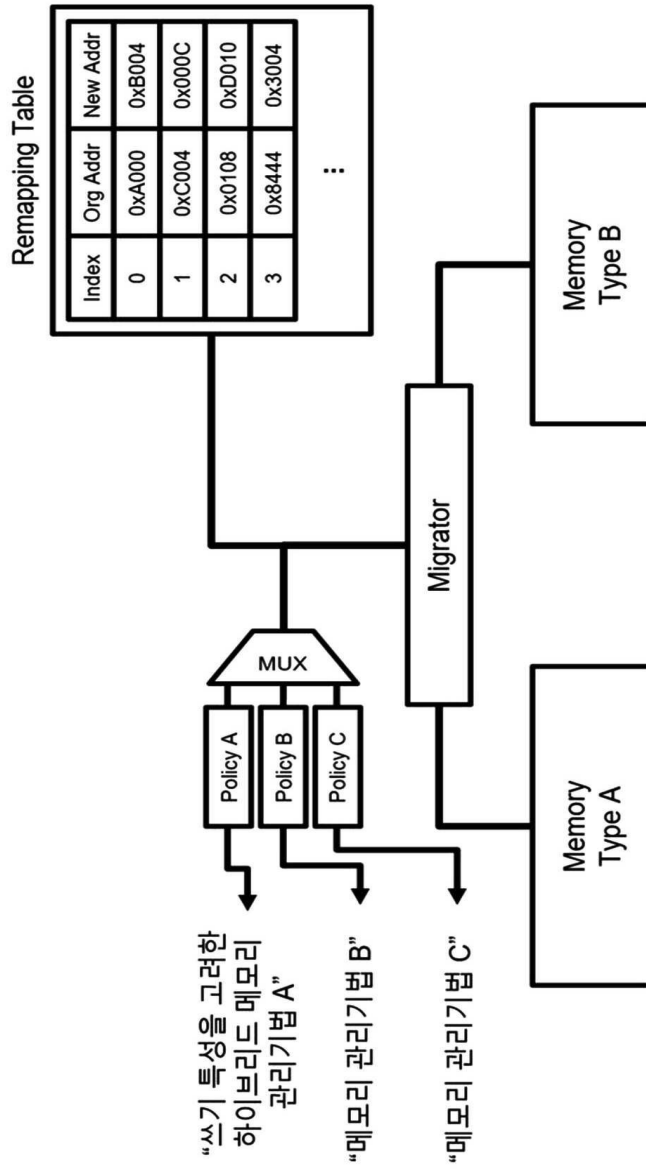 Remapping Table
Index Org Addr New Addr
0 0xA000 0xB004
1 0xC004 0x000C
2 0x0108 0xD010
3 0x8444 0x3004
...
“쓰기 특성을 고려한
하이브리드 메모리
관리기법 A”
“메모리 관리기법 B”
“메모리 관리기법 C”
Policy A
Policy B
Policy C
MUX
Migrator
Memory
Type A
Memory
Type B